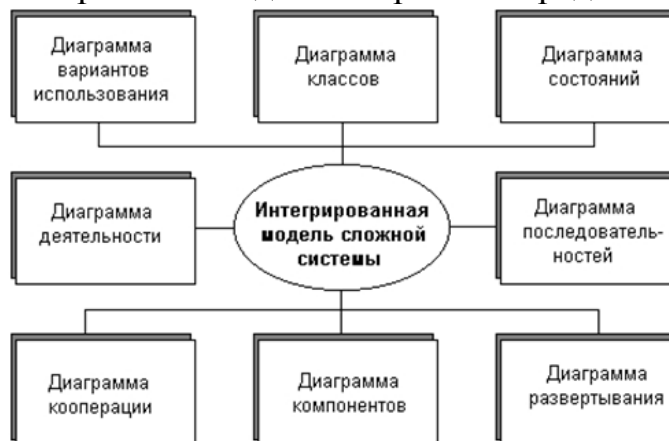 Диаграмма
вариантов
использования
Диаграмма
классов
Диаграмма
состояний
Диаграмма
деятельности
Интегрированная
модель сложной
системы
Диаграмма
последователь-
ностей
Диаграмма
кооперации
Диаграмма
компонентов
Диаграмма
развертывания